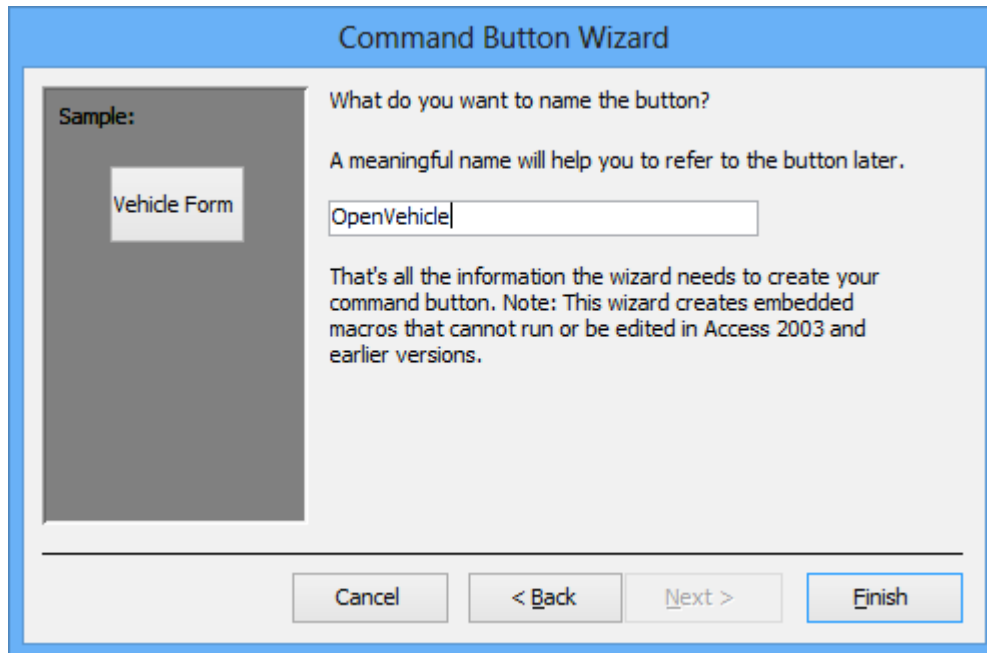 Command Button Wizard
Sample:
Vehicle Form
What do you want to name the button?
A meaningful name will help you to refer to the button later.
OpenVehicle
That's all the information the wizard needs to create your
command button. Note: This wizard creates embedded
macros that cannot run or be edited in Access 2003 and
earlier versions.
Cancel
< Back
Next >
Finish